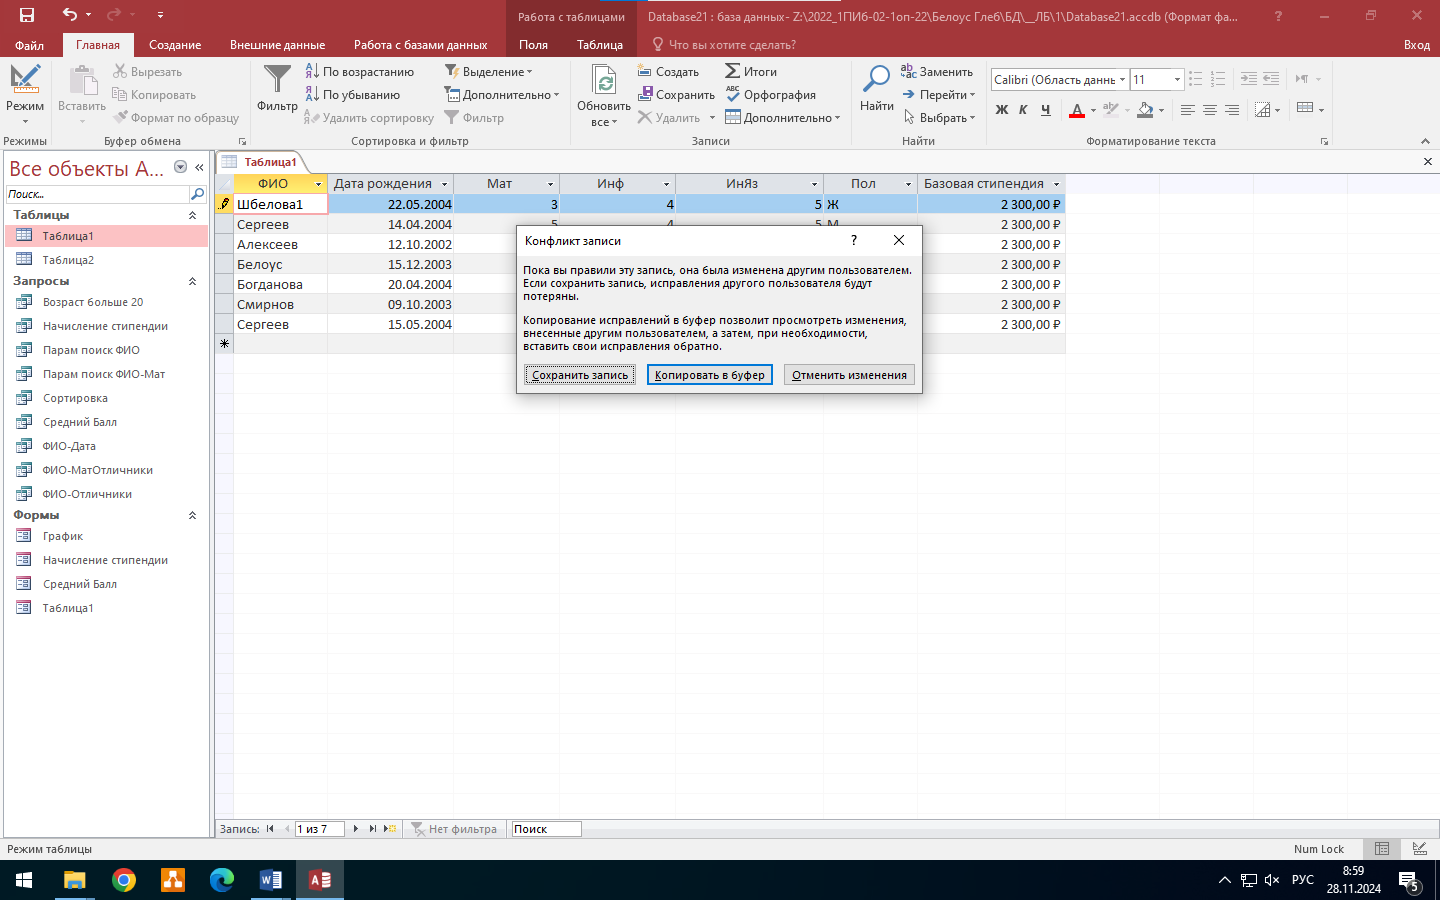 Работа с таблицами
Database21 : база данных- Z:\2022_1ПИб-02-1оп-22\Белоус Глеб\БД\__ЛБ\1\Database21.accdb (Формат фа...
?
Файл
Главная
Создание
Внешние данные
Работа с базами данных
Поля
Таблица
Что вы хотите сделать?
Вход
Режим
Режимы
Вставить
Вырезать
Копировать
Формат по образцу
Буфер обмена
Фильтр
По возрастанию
По убыванию
Удалить сортировку
Выделение
Дополнительно
Фильтр
Сортировка и фильтр
Обновить
все
Создать
Сохранить
Удалить
Итоги
Орфография
Дополнительно
Записи
Найти
Заменить
Перейти
Выбрать
Найти
Calibri (Область даннь
11
Ж К Ч
Форматирование текста
Все объекты A...
Поиск...
Таблицы
Таблица1
Таблица2
Запросы
Возраст больше 20
Начисление стипендии
Парам поиск ФИО
Парам поиск ФИО-Мат
Сортировка
Средний Балл
ФИО-Дата
ФИО-МатОтличники
ФИО-Отличники
Формы
График
Начисление стипендии
Средний Балл
Таблица1
Таблица1
ФИО Дата рождения Мат Инф ИнЯз Пол Базовая стипендия
Шбелова1 22.05.2004 3 4 5 Ж 2 300,00 ₽
Сергеев 14.04.2004 5 4 5 М 2 300,00 ₽
Алексеев 12.10.2002 2 300,00 ₽
Белоус 15.12.2003 2 300,00 ₽
Богданова 20.04.2004 2 300,00 ₽
Смирнов 09.10.2003 2 300,00 ₽
Сергеев 15.05.2004 2 300,00 ₽
Конфликт записи
?
Пока вы правили эту запись, она была изменена другим пользователем.
Если сохранить запись, исправления другого пользователя будут
потеряны.
Копирование исправлений в буфер позволит просмотреть изменения,
внесенные другим пользователем, а затем, при необходимости,
вставить свои исправления обратно.
Сохранить запись
Копировать в буфер
Отменить изменения
Запись: 1 из 7 Нет фильтра Поиск
Режим таблицы
Num Lock
РУС
8:59
28.11.2024
5